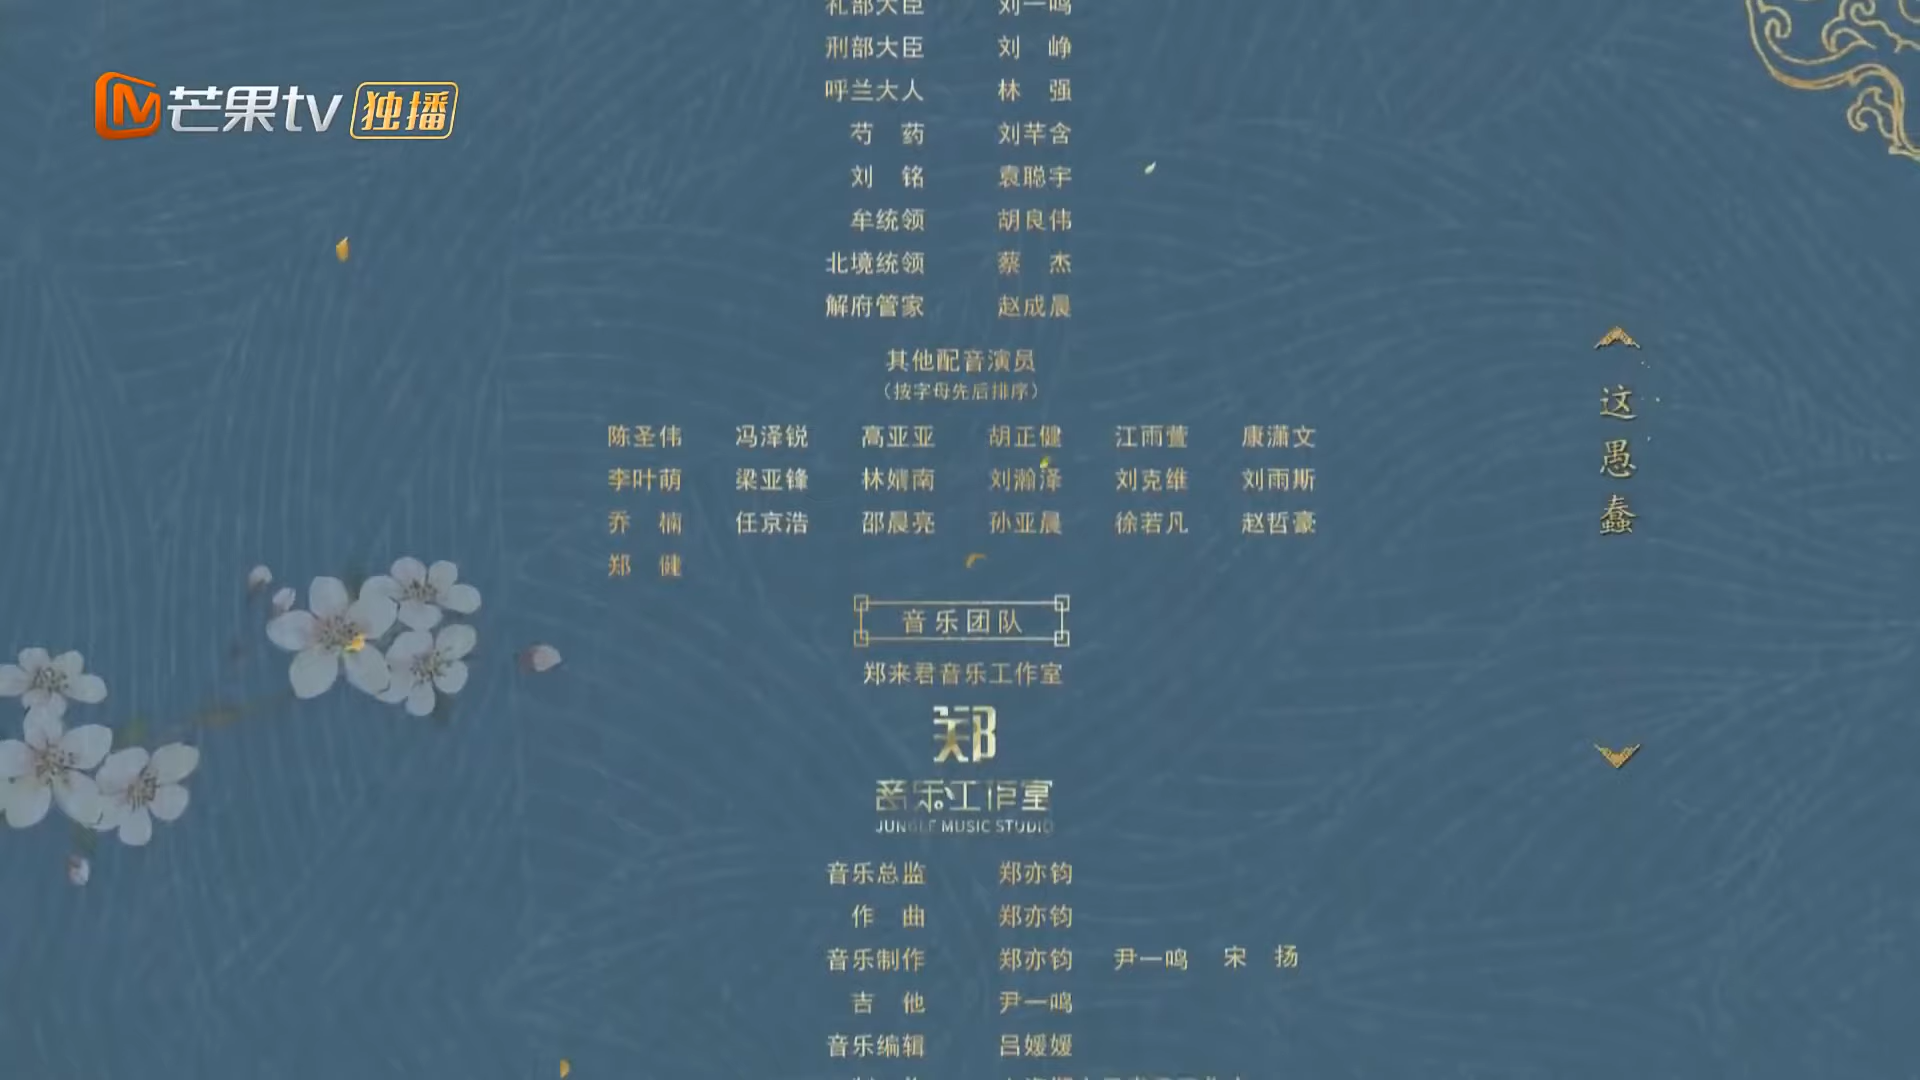 礼部大臣 刘一鸣
刑部大臣 刘 峥
芒果tv 独播
呼兰大人 林 强
芍 药 刘芊含
刘 铭 袁聪宇
牟统领 胡良伟
北境统领 蔡 杰
解府管家 赵成晨
其他配音演员
（按字母先后排序）
陈圣伟 冯泽锐 高亚亚 胡正健 江雨萱 康潇文
李叶萌 梁亚锋 林婧南 刘瀚泽 刘克维 刘雨斯
乔 楠 任京浩 邵晨亮 孙亚晨 徐若凡 赵哲豪
郑 健
这愚蠢
音乐团队
郑来君音乐工作室
郑
音乐工作室
JUNGLE MUSIC STUDIO
音乐总监 郑亦钧
作 曲 郑亦钧
音乐制作 郑亦钧 尹一鸣 宋 扬
吉 他 尹一鸣
音乐编辑 吕媛媛